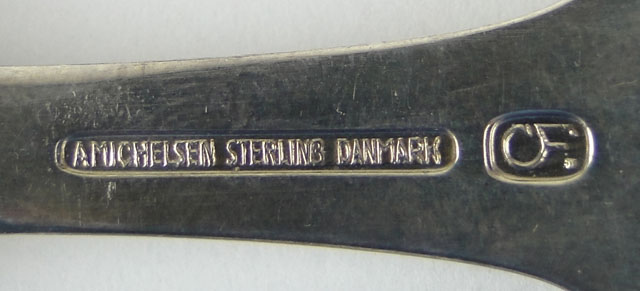 A.MICHELSEN STERLING DANMARK
CF.